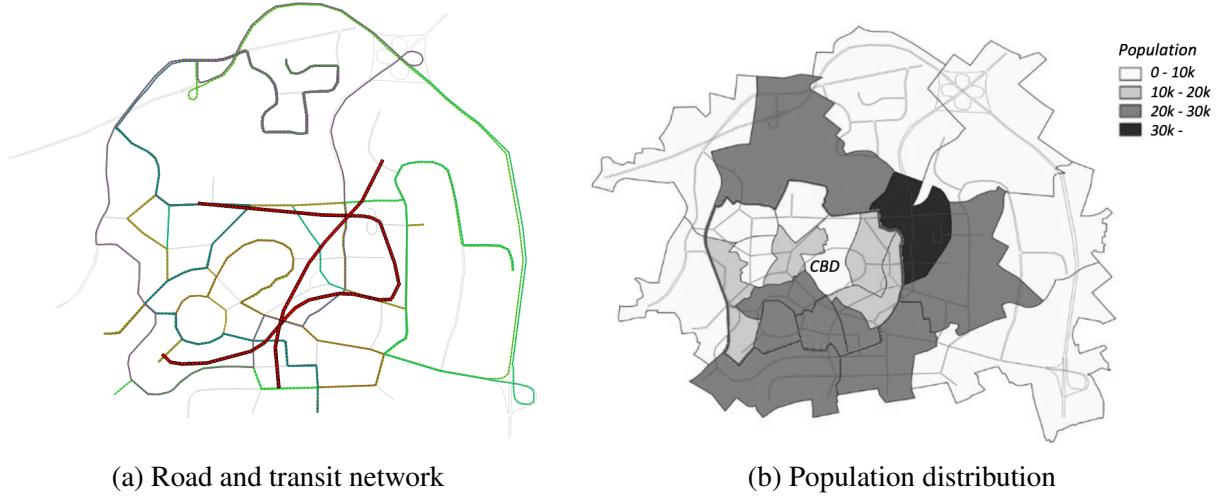 Population
0 - 10k
10k - 20k
20k - 30k
30k -
CBD
(a) Road and transit network
(b) Population distribution